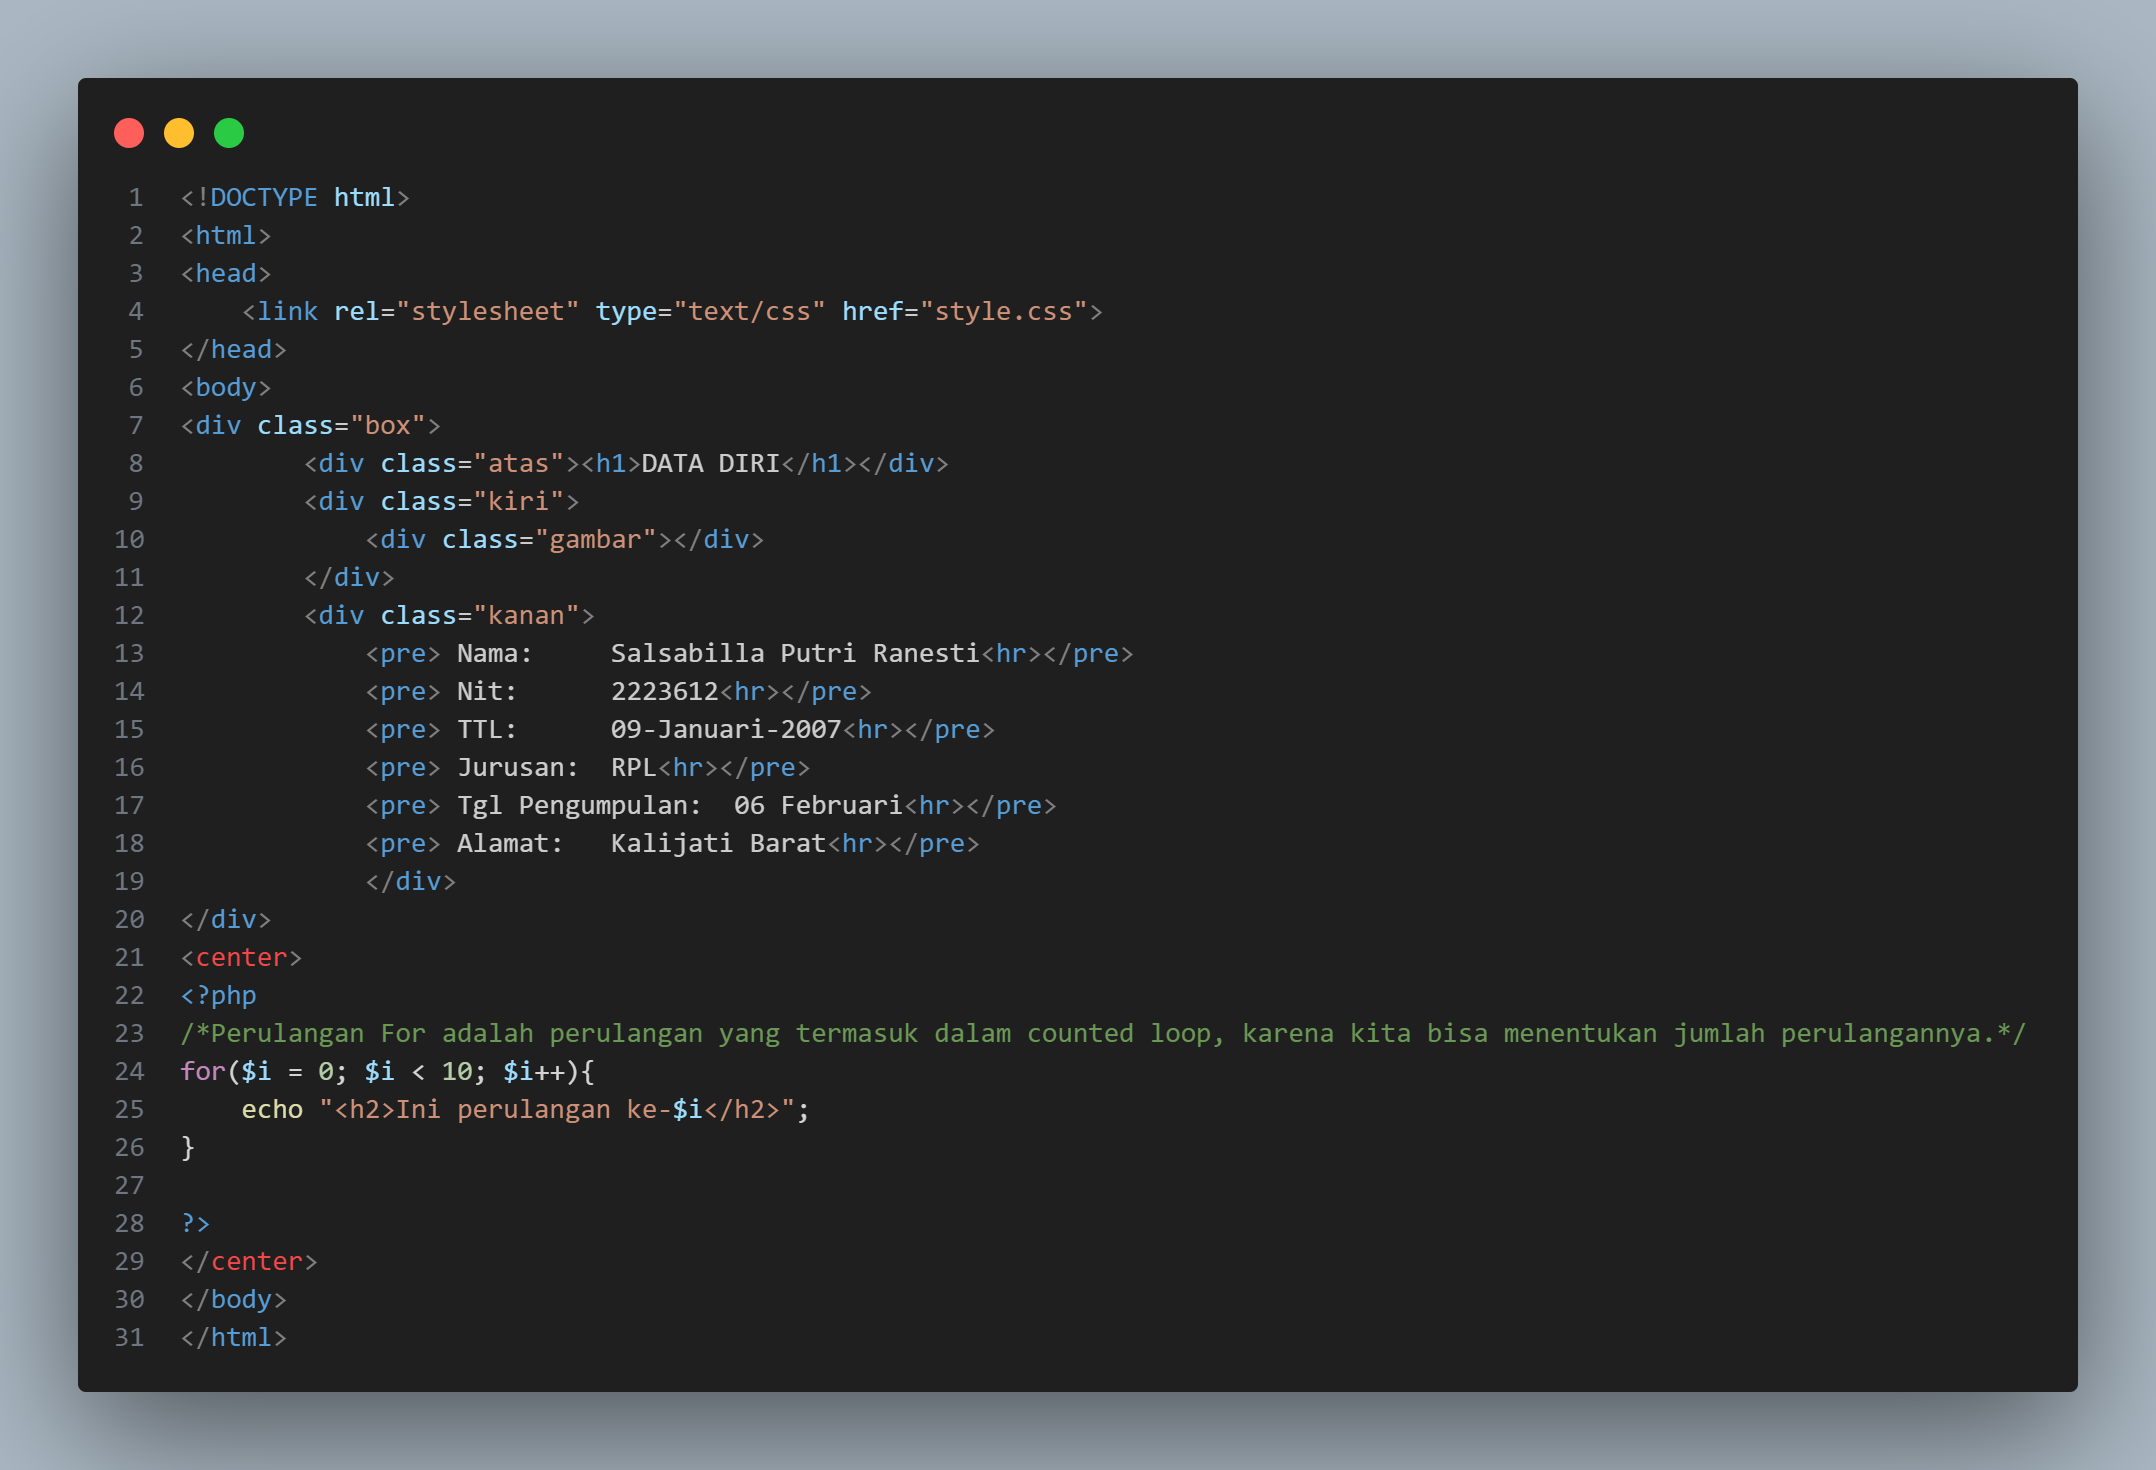 1 <!DOCTYPE html>
2 <html>
3 <head>
4     <link rel="stylesheet" type="text/css" href="style.css">
5 </head>
6 <body>
7 <div class="box">
8         <div class="atas"><h1>DATA DIRI</h1></div>
9         <div class="kiri">
10             <div class="gambar"></div>
11         </div>
12         <div class="kanan">
13             <pre> Nama:     Salsabilla Putri Ranesti<hr></pre>
14             <pre> Nit:      2223612<hr></pre>
15             <pre> TTL:      09-Januari-2007<hr></pre>
16             <pre> Jurusan:  RPL<hr></pre>
17             <pre> Tgl Pengumpulan:  06 Februari<hr></pre>
18             <pre> Alamat:   Kalijati Barat<hr></pre>
19             </div>
20 </div>
21 <center>
22 <?php
23 /*Perulangan For adalah perulangan yang termasuk dalam counted loop, karena kita bisa menentukan jumlah perulangannya.*/
24 for($i = 0; $i < 10; $i++){
25     echo "<h2>Ini perulangan ke-$i</h2>";
26 }
27
28 ?>
29 </center>
30 </body>
31 </html>